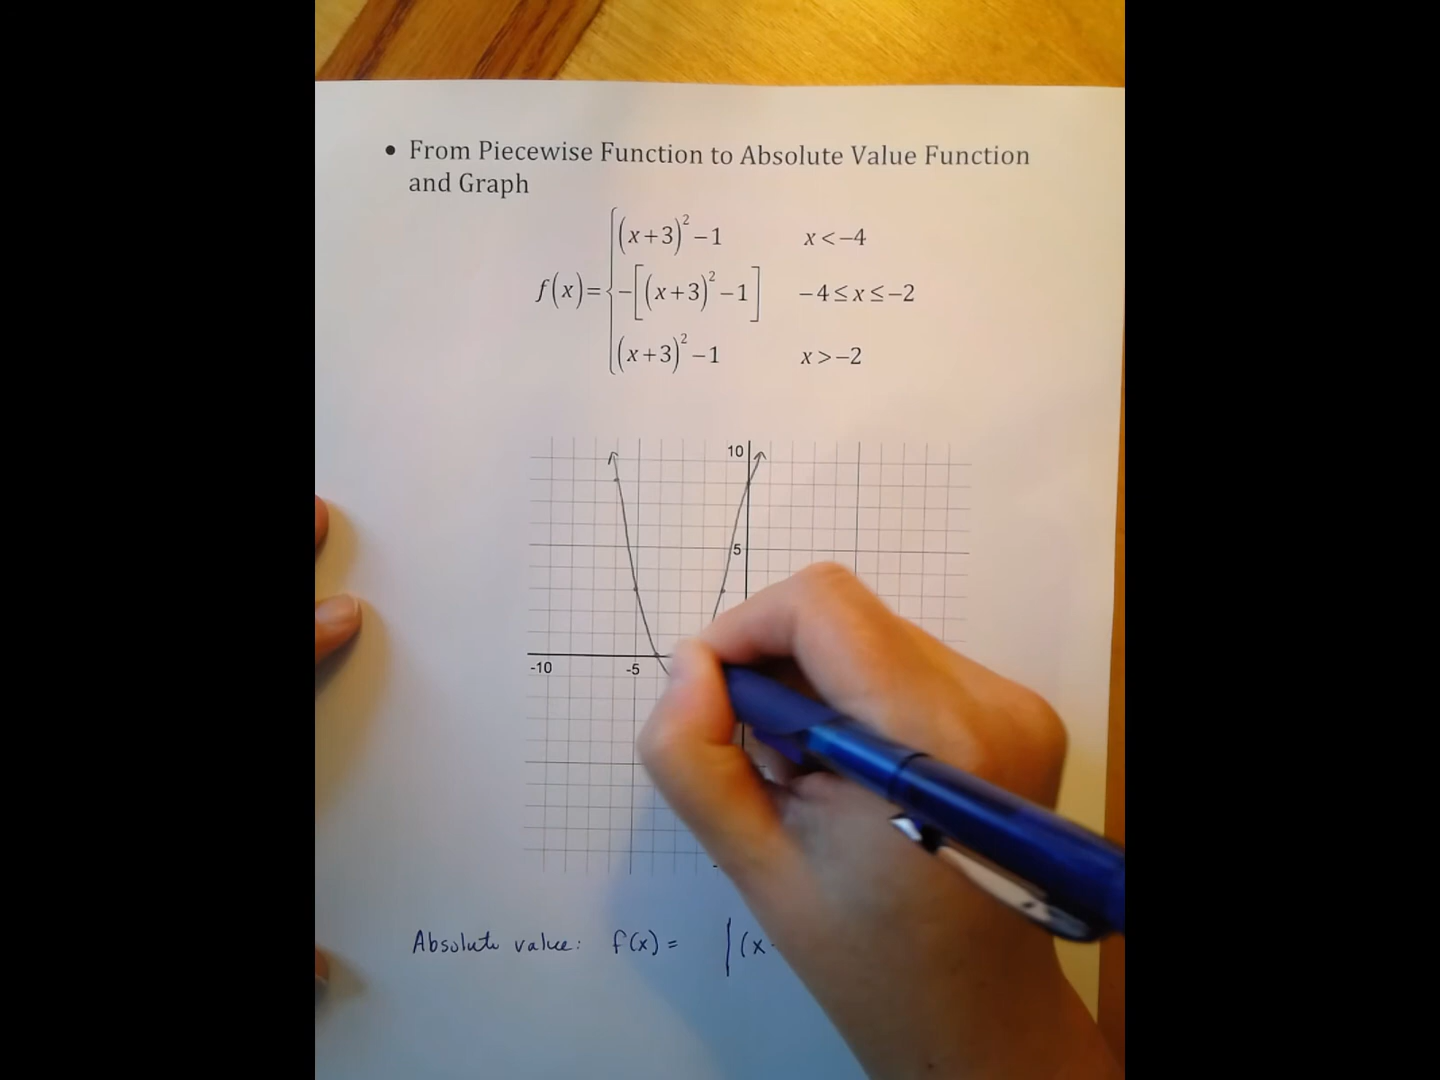 • From Piecewise Function to Absolute Value Function
and Graph
(x+3)² −1 x < −4
f(x)= −[(x+3)² −1] −4 ≤ x ≤ −2
(x+3)² −1 x > −2
10
5
-10 -5
Absolute value: f(x) = |(x